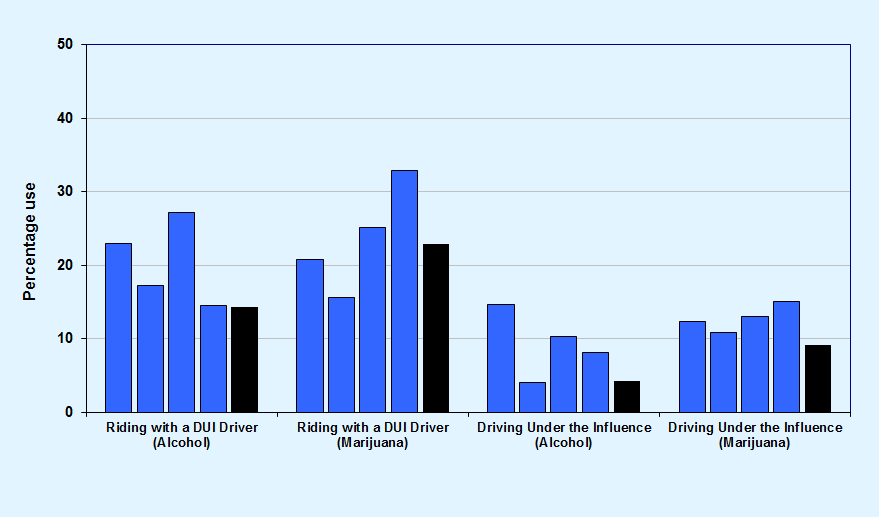 50
40
30
20
10
0
Percentage use
Riding with a DUI Driver
(Alcohol)
Riding with a DUI Driver
(Marijuana)
Driving Under the Influence
(Alcohol)
Driving Under the Influence
(Marijuana)